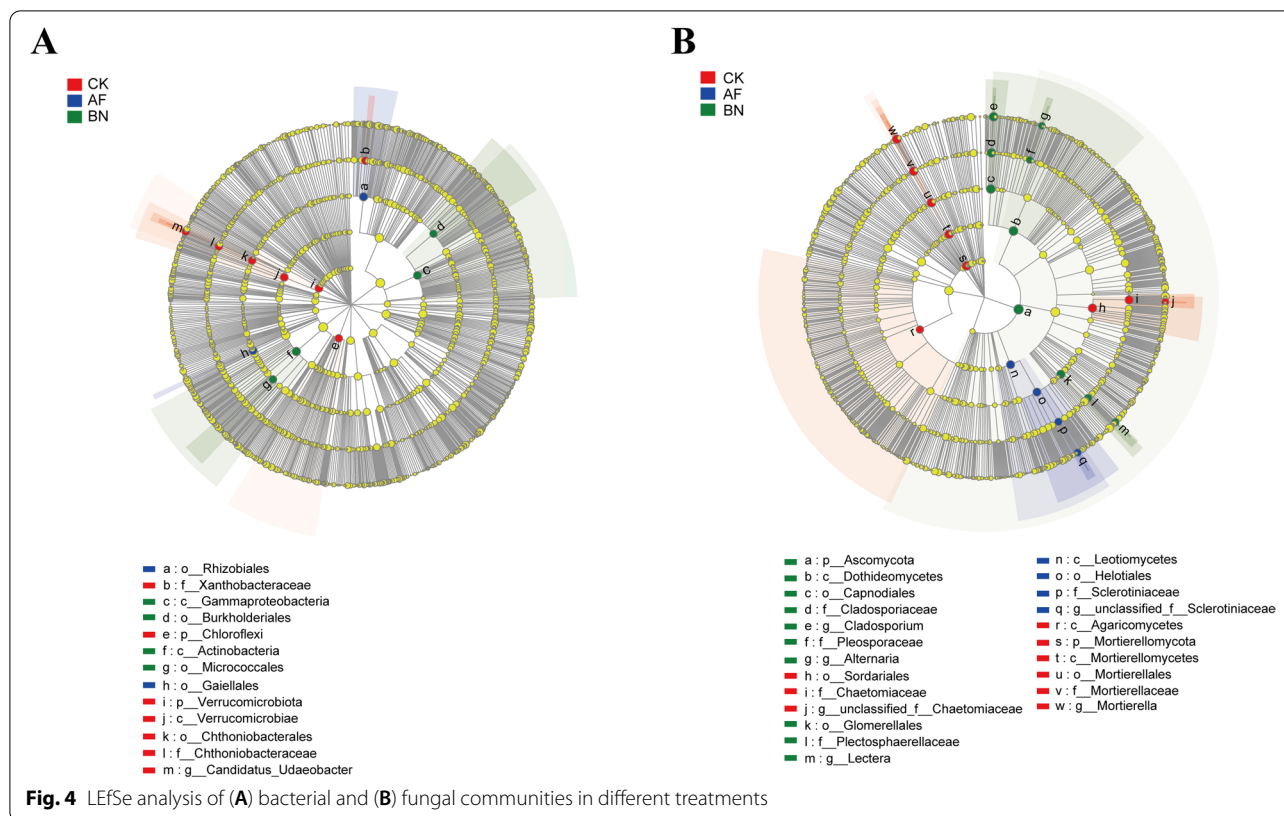 A
CK
AF
BN
a
b
c
d
e
f
g
h
i
j
k
l
m
a : o__Rhizobiales
b : f__Xanthobacteraceae
c : c__Gammaproteobacteria
d : o__Burkholderiales
e : p__Chloroflexi
f : c__Actinobacteria
g : o__Micrococcales
h : o__Gaiellales
i : p__Verrucomicrobiota
j : c__Verrucomicrobiae
k : o__Chthoniobacterales
l : f__Chthoniobacteraceae
m : g__Candidatus_Udaeobacter
B
CK
AF
BN
a
b
c
d
e
f
g
h
i
j
k
l
m
n
o
p
q
r
s
t
u
v
w
a : p__Ascomycota
b : c__Dothideomycetes
c : o__Capnodiales
d : f__Cladosporiaceae
e : g__Cladosporium
f : f__Pleosporaceae
g : g__Alternaria
h : o__Sordariales
i : f__Chaetomiaceae
j : g__unclassified_f__Chaetomiaceae
k : o__Glomerellales
l : f__Plectosphaerellaceae
m : g__Lectera
n : c__Leotiomycetes
o : o__Helotiales
p : f__Sclerotiniaceae
q : g__unclassified_f__Sclerotiniaceae
r : c__Agaricomycetes
s : p__Mortierellomycota
t : c__Mortierellomycetes
u : o__Mortierellales
v : f__Mortierellaceae
w : g__Mortierella
Fig. 4 LEfSe analysis of (A) bacterial and (B) fungal communities in different treatments